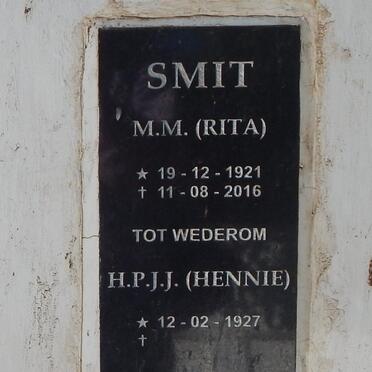 SMIT
M.M. (RITA)
★ 19 - 12 - 1921
† 11 - 08 - 2016
TOT WEDEROM
H.P.J.J. (HENNIE)
★ 12 - 02 - 1927
†